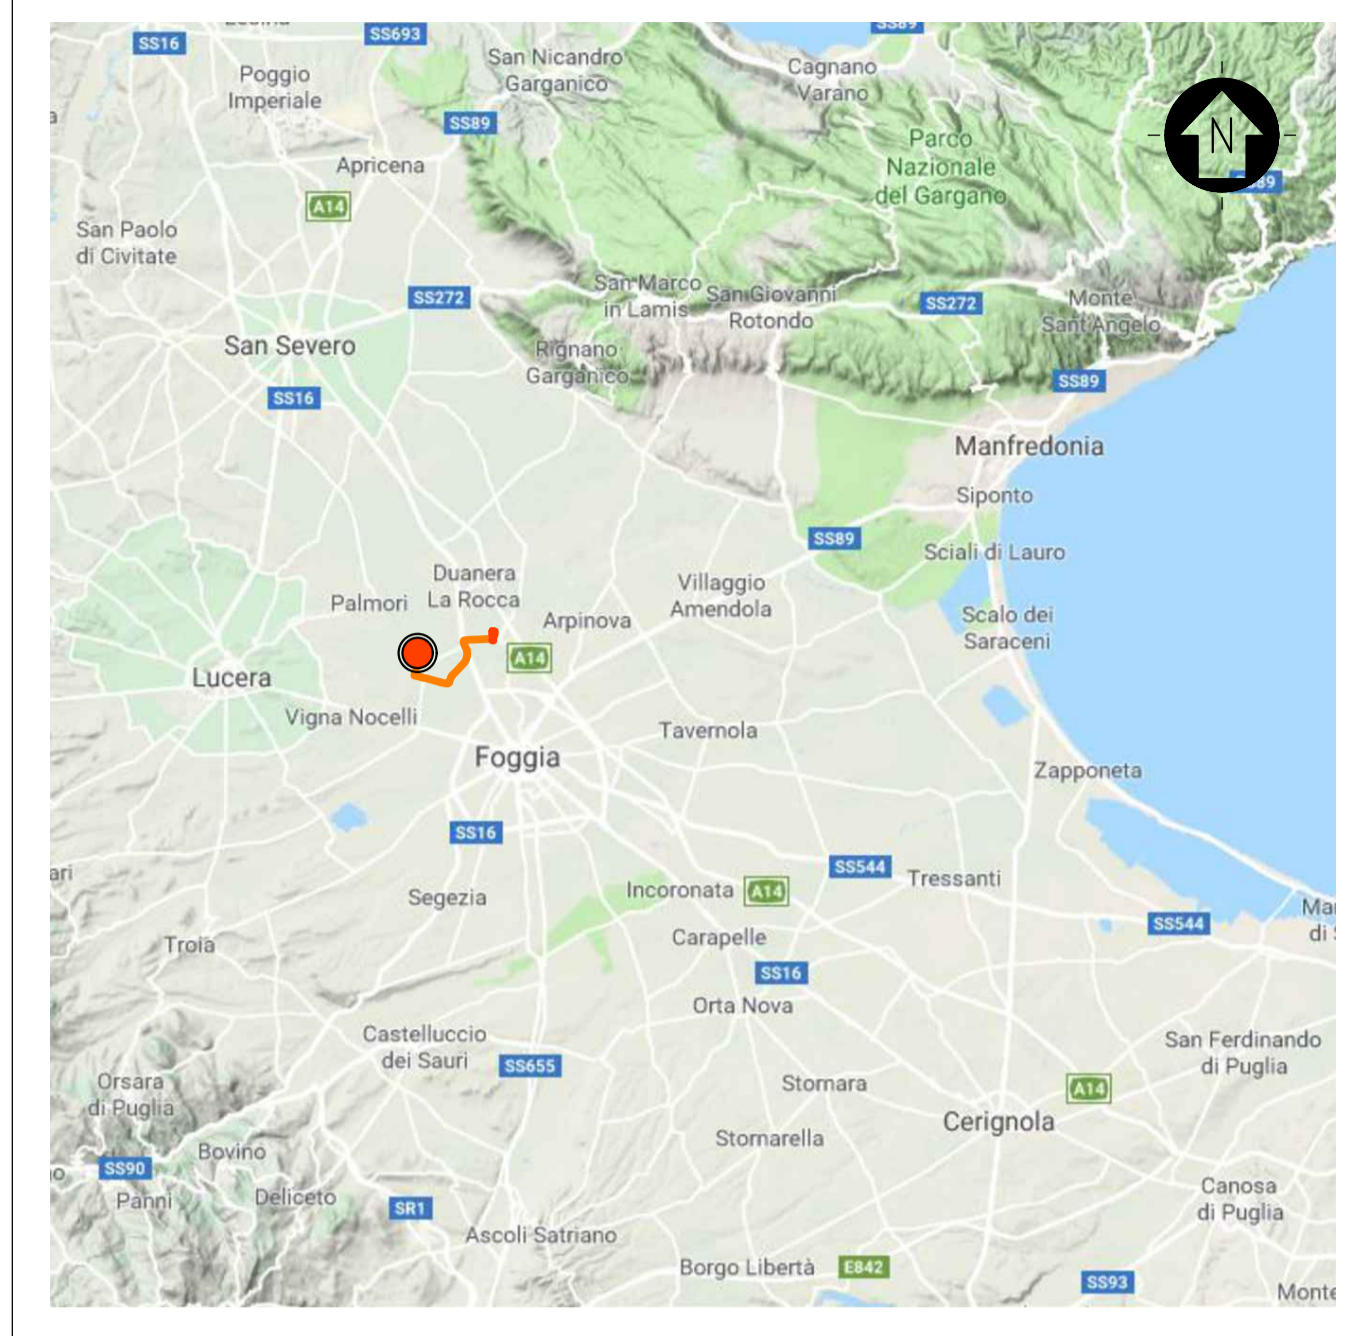 SS16
SS693
SS89
San Nicandro
Garganico
Cagnano
Varano
Poggio
Imperiale
SS89
Apricena
Parco
Nazionale
del Gargano
N
A14
San Paolo
di Civitate
SS272
San Marco
in Lamis
San Giovanni
Rotondo
SS272
Monte
Sant'Angelo
San Severo
Rignano
Garganico
SS89
SS16
Manfredonia
Siponto
SS89
Sciali di Lauro
Duanera
La Rocca
Villaggio
Amendola
Palmori
Arpinova
Scalo dei
Saraceni
A14
Lucera
Vigna Nocelli
Tavernola
Foggia
Zapponeta
SS16
SS544
Tressanti
Segezia
Incoronata
A14
SS544
Carapelle
Troia
SS16
Orta Nova
Castelluccio
dei Sauri
SS655
San Ferdinando
di Puglia
Orsara
di Puglia
Stornara
A14
Cerignola
Stornarella
Bovino
SS90
Panni
Deliceto
SR1
Canosa
di Puglia
Ascoli Satriano
Borgo Libertà
E842
SS93